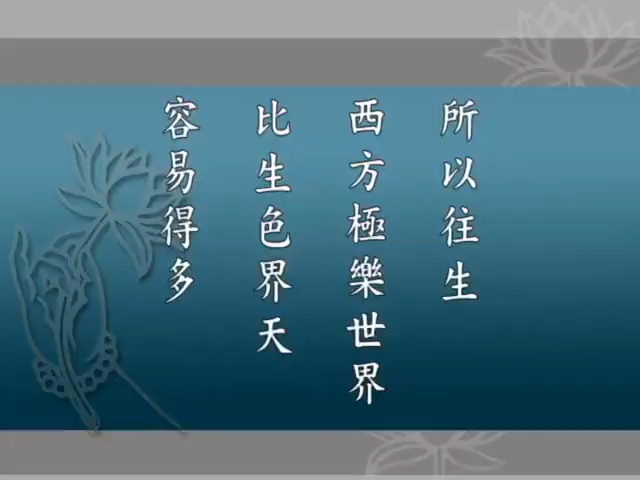 所以往生
西方極樂世界
比生色界天
容易得多